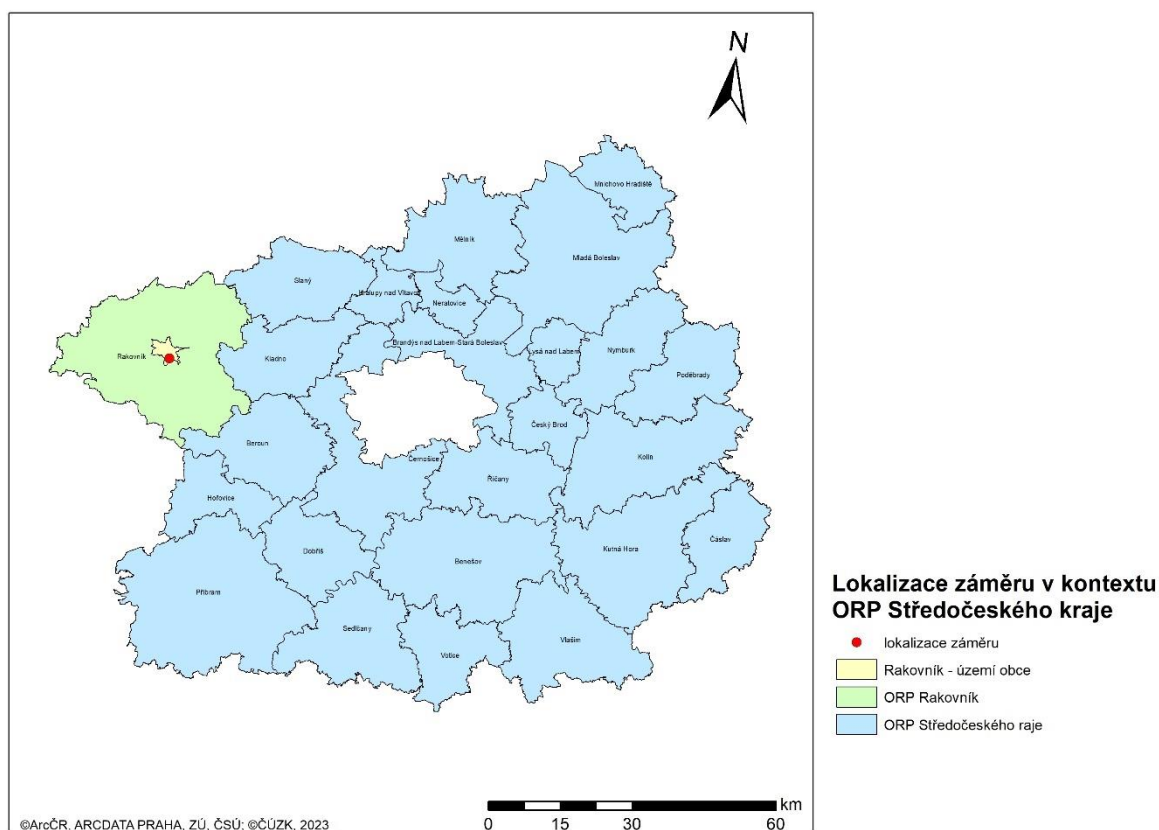 N
Mnichovo Hradiště
Mělník
Mladá Boleslav
Slaný
Kralupy nad Vltavou
Neratovice
Brandýs nad Labem-Stará Boleslav
Lysá nad Labem
Nymburk
Rakovník
Kladno
Poděbrady
Český Brod
Beroun
Černošice
Kolín
Říčany
Hořovice
Dobříš
Benešov
Kutná Hora
Čáslav
Příbram
Sedlčany
Votice
Vlašim
Lokalizace záměru v kontextu
ORP Středočeského kraje
lokalizace záměru
Rakovník - území obce
ORP Rakovník
ORP Středočeského raje
km
0 15 30 60
©ArcČR, ARCDATA PRAHA, ZÚ, ČSÚ; ©ČÚZK, 2023